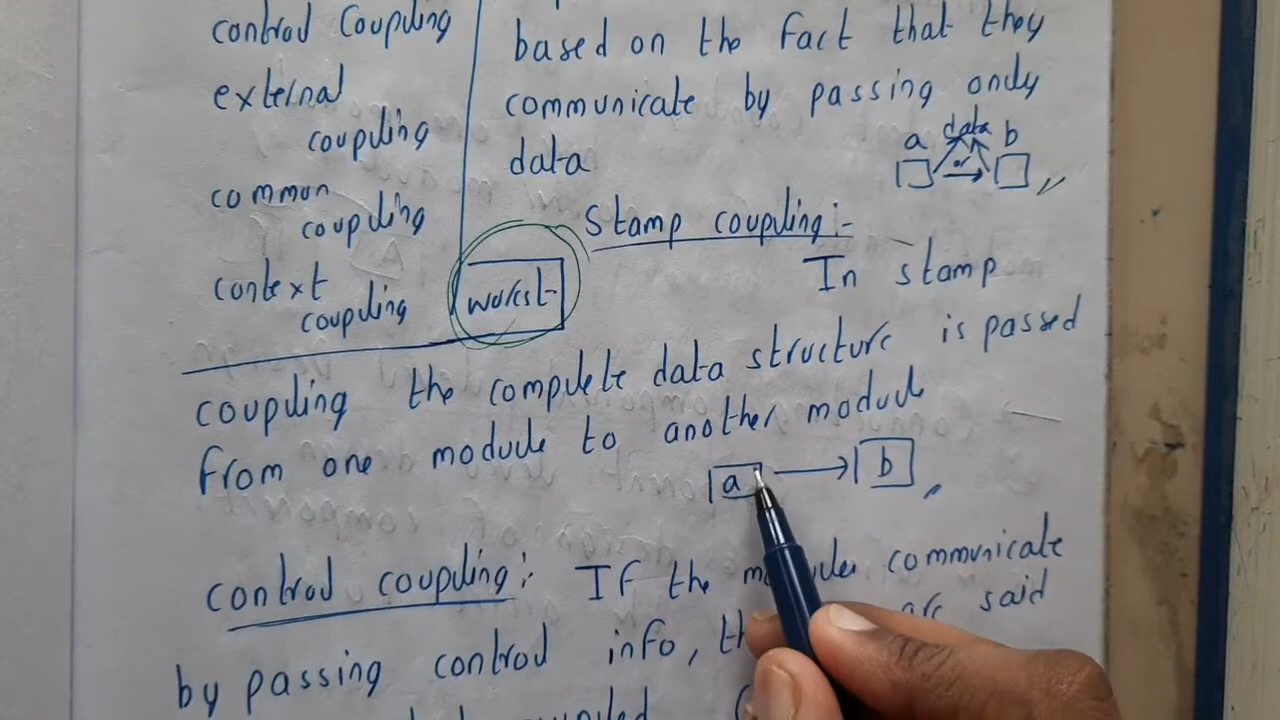 control coupling
external
coupling
common
coupling
context
coupling
worst
based on the fact that they
communicate by passing only
data
a data b
or
Stamp coupling:-
In stamp
coupling the complete data structure is passed
from one module to another module
a b
control coupling: If the communicate
by passing control info, are said